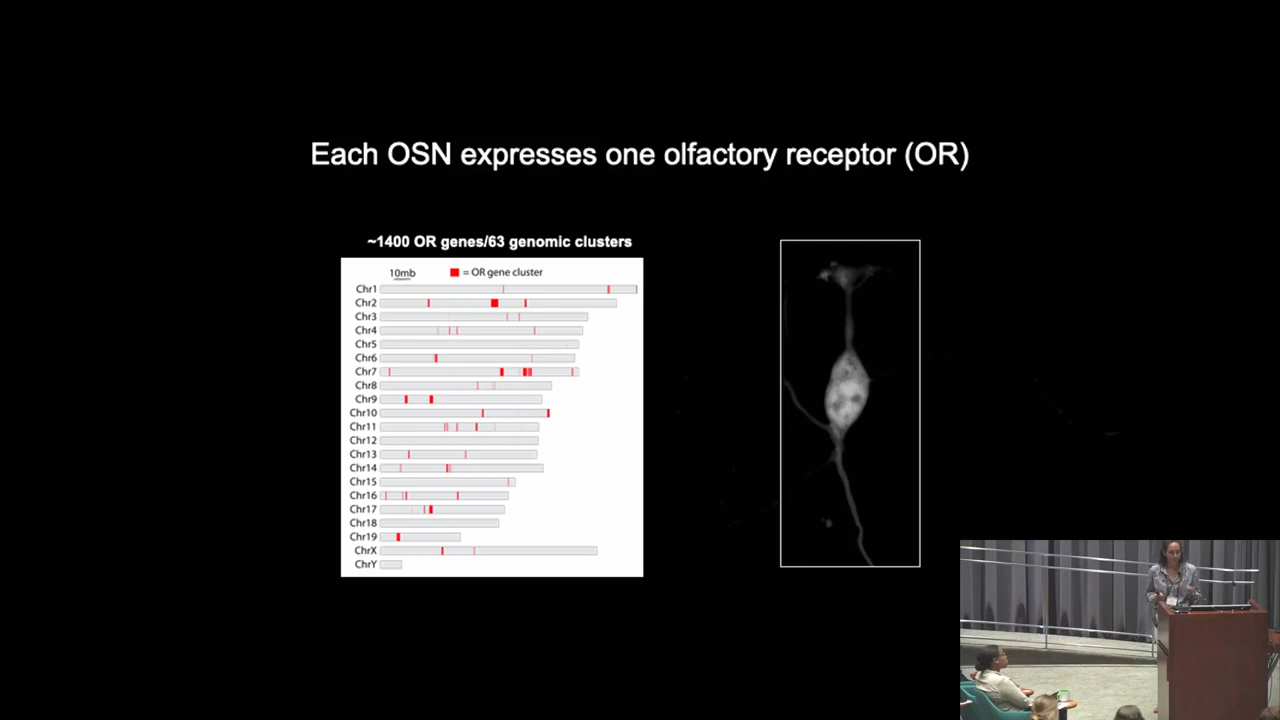 Each OSN expresses one olfactory receptor (OR)
~1400 OR genes/63 genomic clusters
10mb
= OR gene cluster
Chr1
Chr2
Chr3
Chr4
Chr5
Chr6
Chr7
Chr8
Chr9
Chr10
Chr11
Chr12
Chr13
Chr14
Chr15
Chr16
Chr17
Chr18
Chr19
ChrX
ChrY